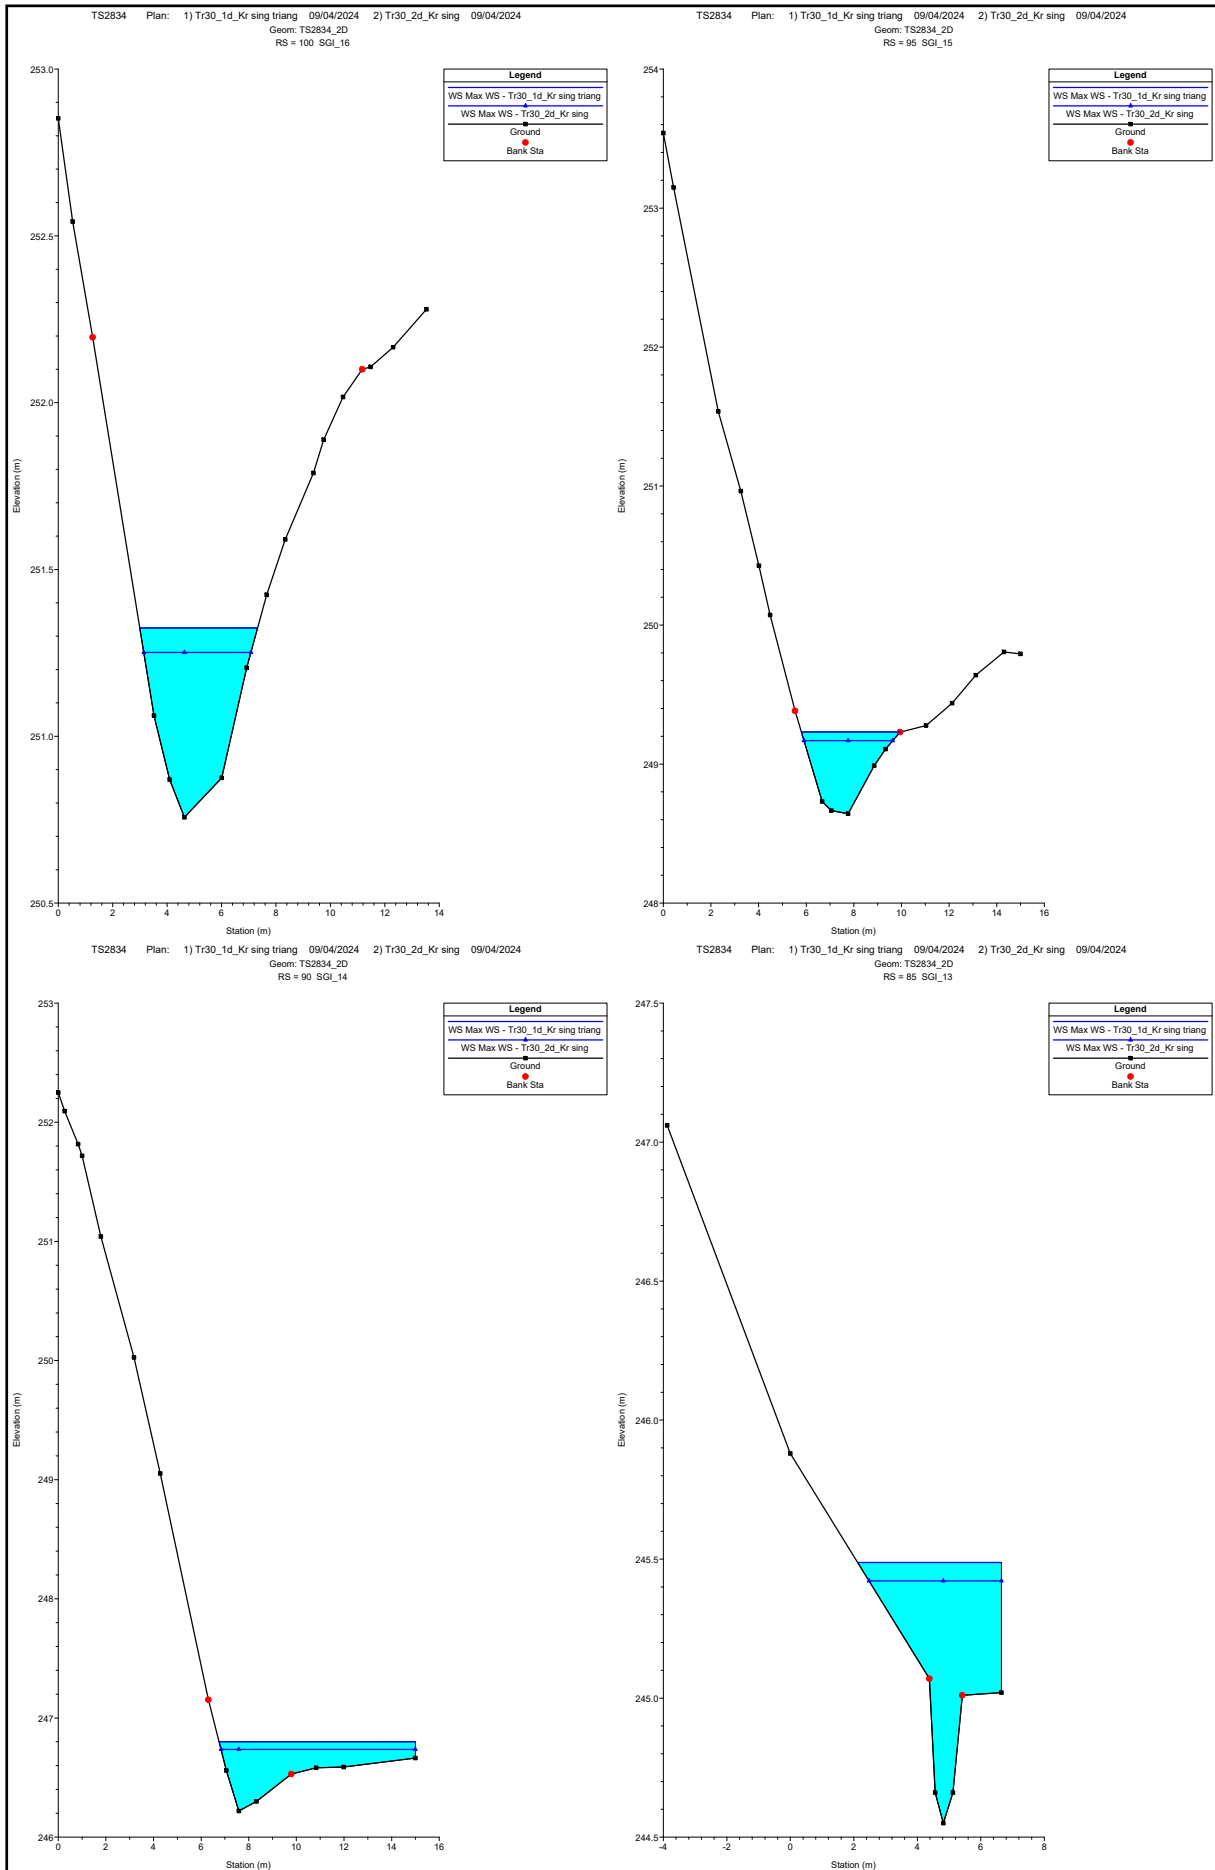 TS2834 Plan: 1) Tr30_1d_Kr sing triang 09/04/2024 2) Tr30_2d_Kr sing 09/04/2024
Geom: TS2834_2D
RS = 100 SGI_16
253.0
252.5
252.0
251.5
251.0
250.5
Elevation (m)
0 2 4 6 8 10 12 14
Station (m)
Legend
WS Max WS - Tr30_1d_Kr sing triang
WS Max WS - Tr30_2d_Kr sing
Ground
Bank Sta
TS2834 Plan: 1) Tr30_1d_Kr sing triang 09/04/2024 2) Tr30_2d_Kr sing 09/04/2024
Geom: TS2834_2D
RS = 95 SGI_15
254
253
252
251
250
249
248
Elevation (m)
0 2 4 6 8 10 12 14 16
Station (m)
Legend
WS Max WS - Tr30_1d_Kr sing triang
WS Max WS - Tr30_2d_Kr sing
Ground
Bank Sta
TS2834 Plan: 1) Tr30_1d_Kr sing triang 09/04/2024 2) Tr30_2d_Kr sing 09/04/2024
Geom: TS2834_2D
RS = 90 SGI_14
253
252
251
250
249
248
247
246
Elevation (m)
0 2 4 6 8 10 12 14 16
Station (m)
Legend
WS Max WS - Tr30_1d_Kr sing triang
WS Max WS - Tr30_2d_Kr sing
Ground
Bank Sta
TS2834 Plan: 1) Tr30_1d_Kr sing triang 09/04/2024 2) Tr30_2d_Kr sing 09/04/2024
Geom: TS2834_2D
RS = 85 SGI_13
247.5
247.0
246.5
246.0
245.5
245.0
244.5
Elevation (m)
-4 -2 0 2 4 6 8
Station (m)
Legend
WS Max WS - Tr30_1d_Kr sing triang
WS Max WS - Tr30_2d_Kr sing
Ground
Bank Sta